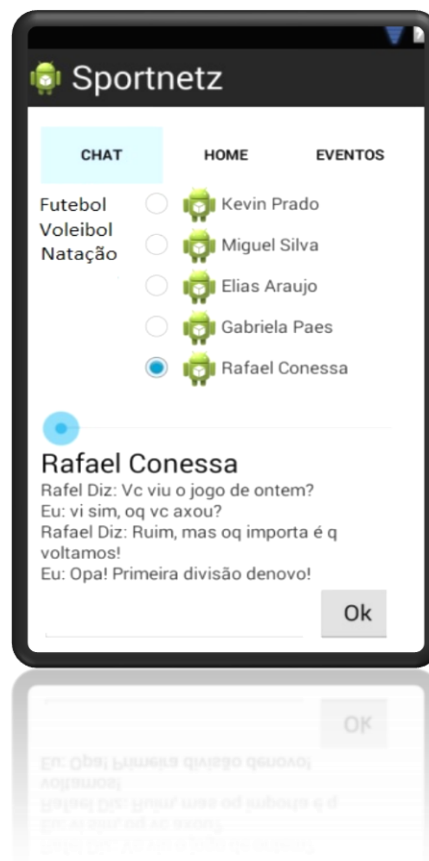 Sportnetz
CHAT HOME EVENTOS
Futebol
Voleibol
Natação
Kevin Prado
Miguel Silva
Elias Araujo
Gabriela Paes
Rafael Conessa
Rafael Conessa
Rafel Diz: Vc viu o jogo de ontem?
Eu: vi sim, oq vc axou?
Rafael Diz: Ruim, mas oq importa é q
voltamos!
Eu: Opa! Primeira divisão denovo!
Ok